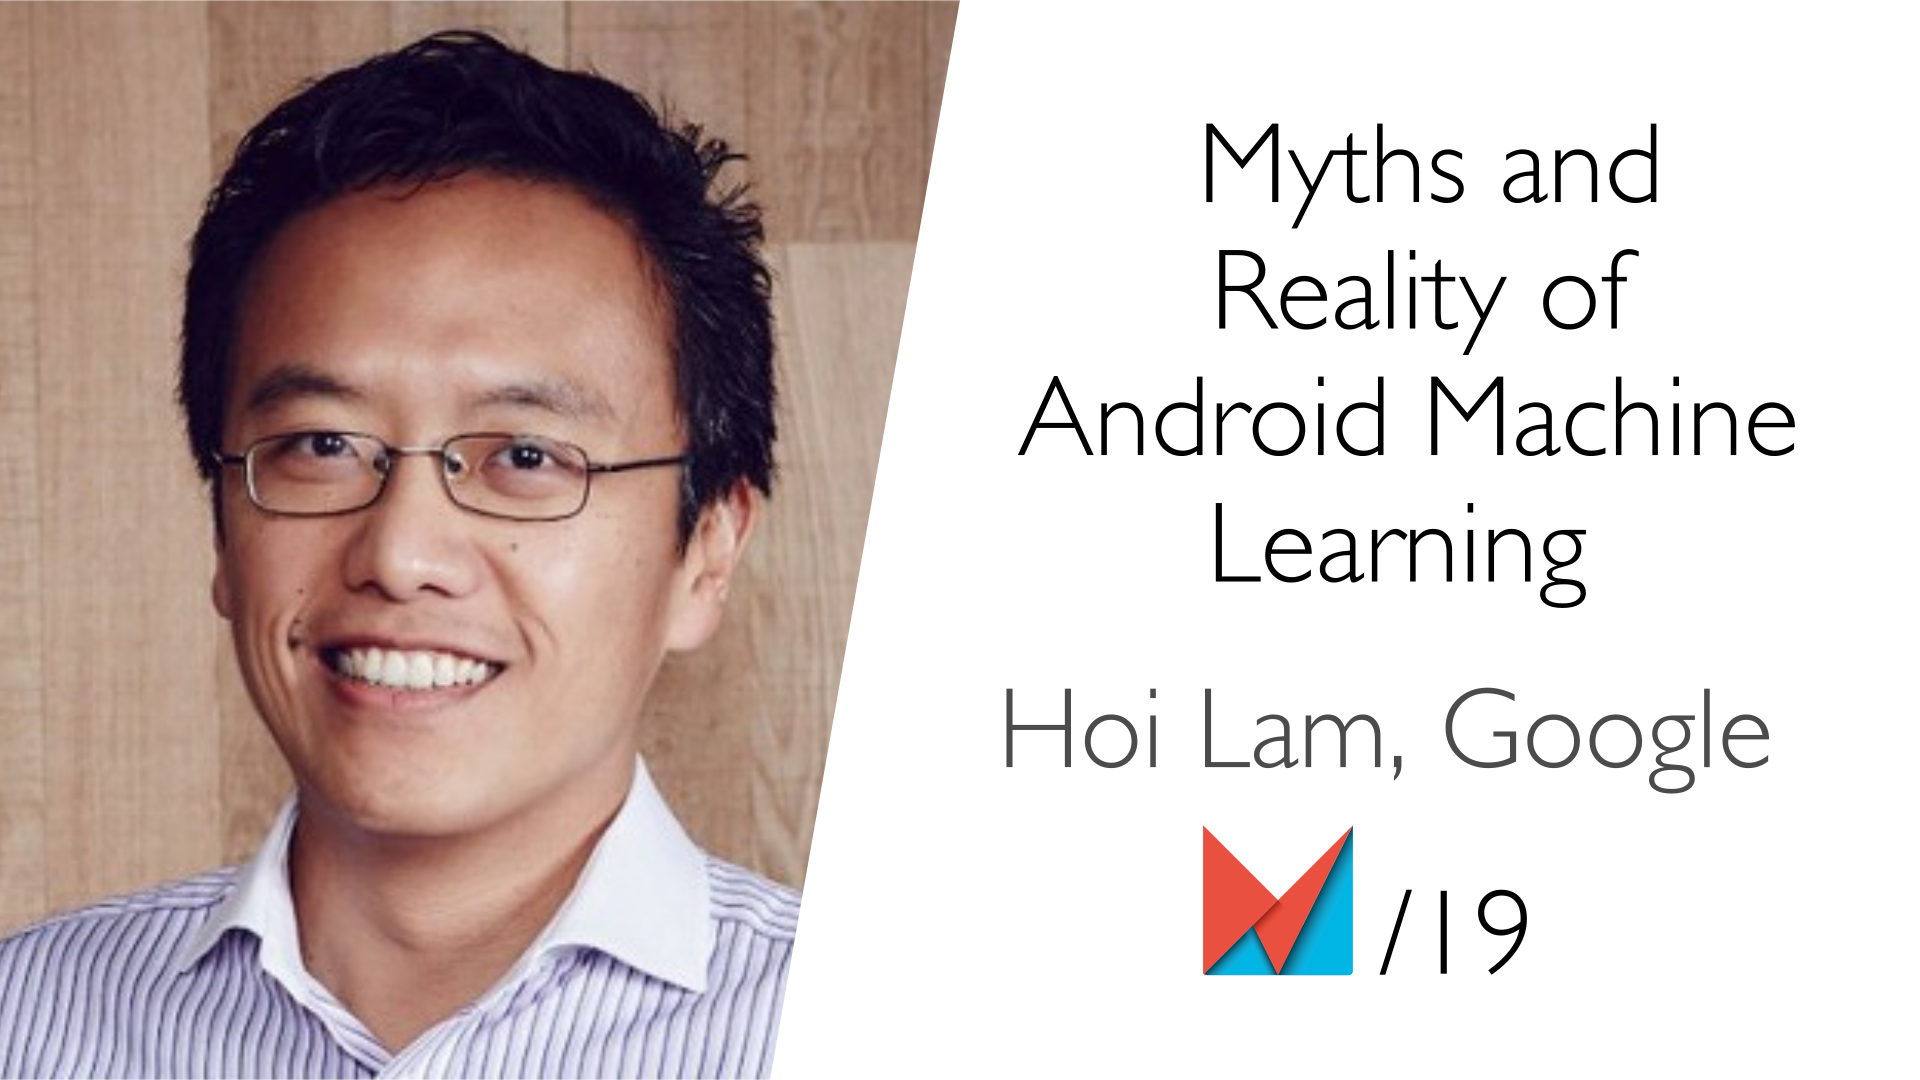 Myths and
Reality of
Android Machine
Learning
Hoi Lam, Google
/19